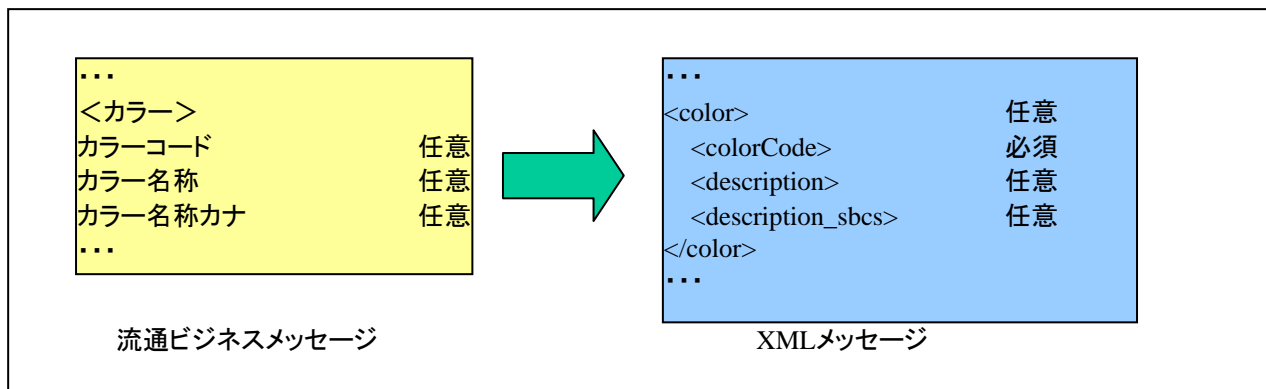 ・・・
＜カラー＞
カラーコード 任意
カラー名称 任意
カラー名称カナ 任意
・・・
流通ビジネスメッセージ
・・・
<color> 任意
<colorCode> 必須
<description> 任意
<description_sbcs> 任意
</color>
・・・
XMLメッセージ